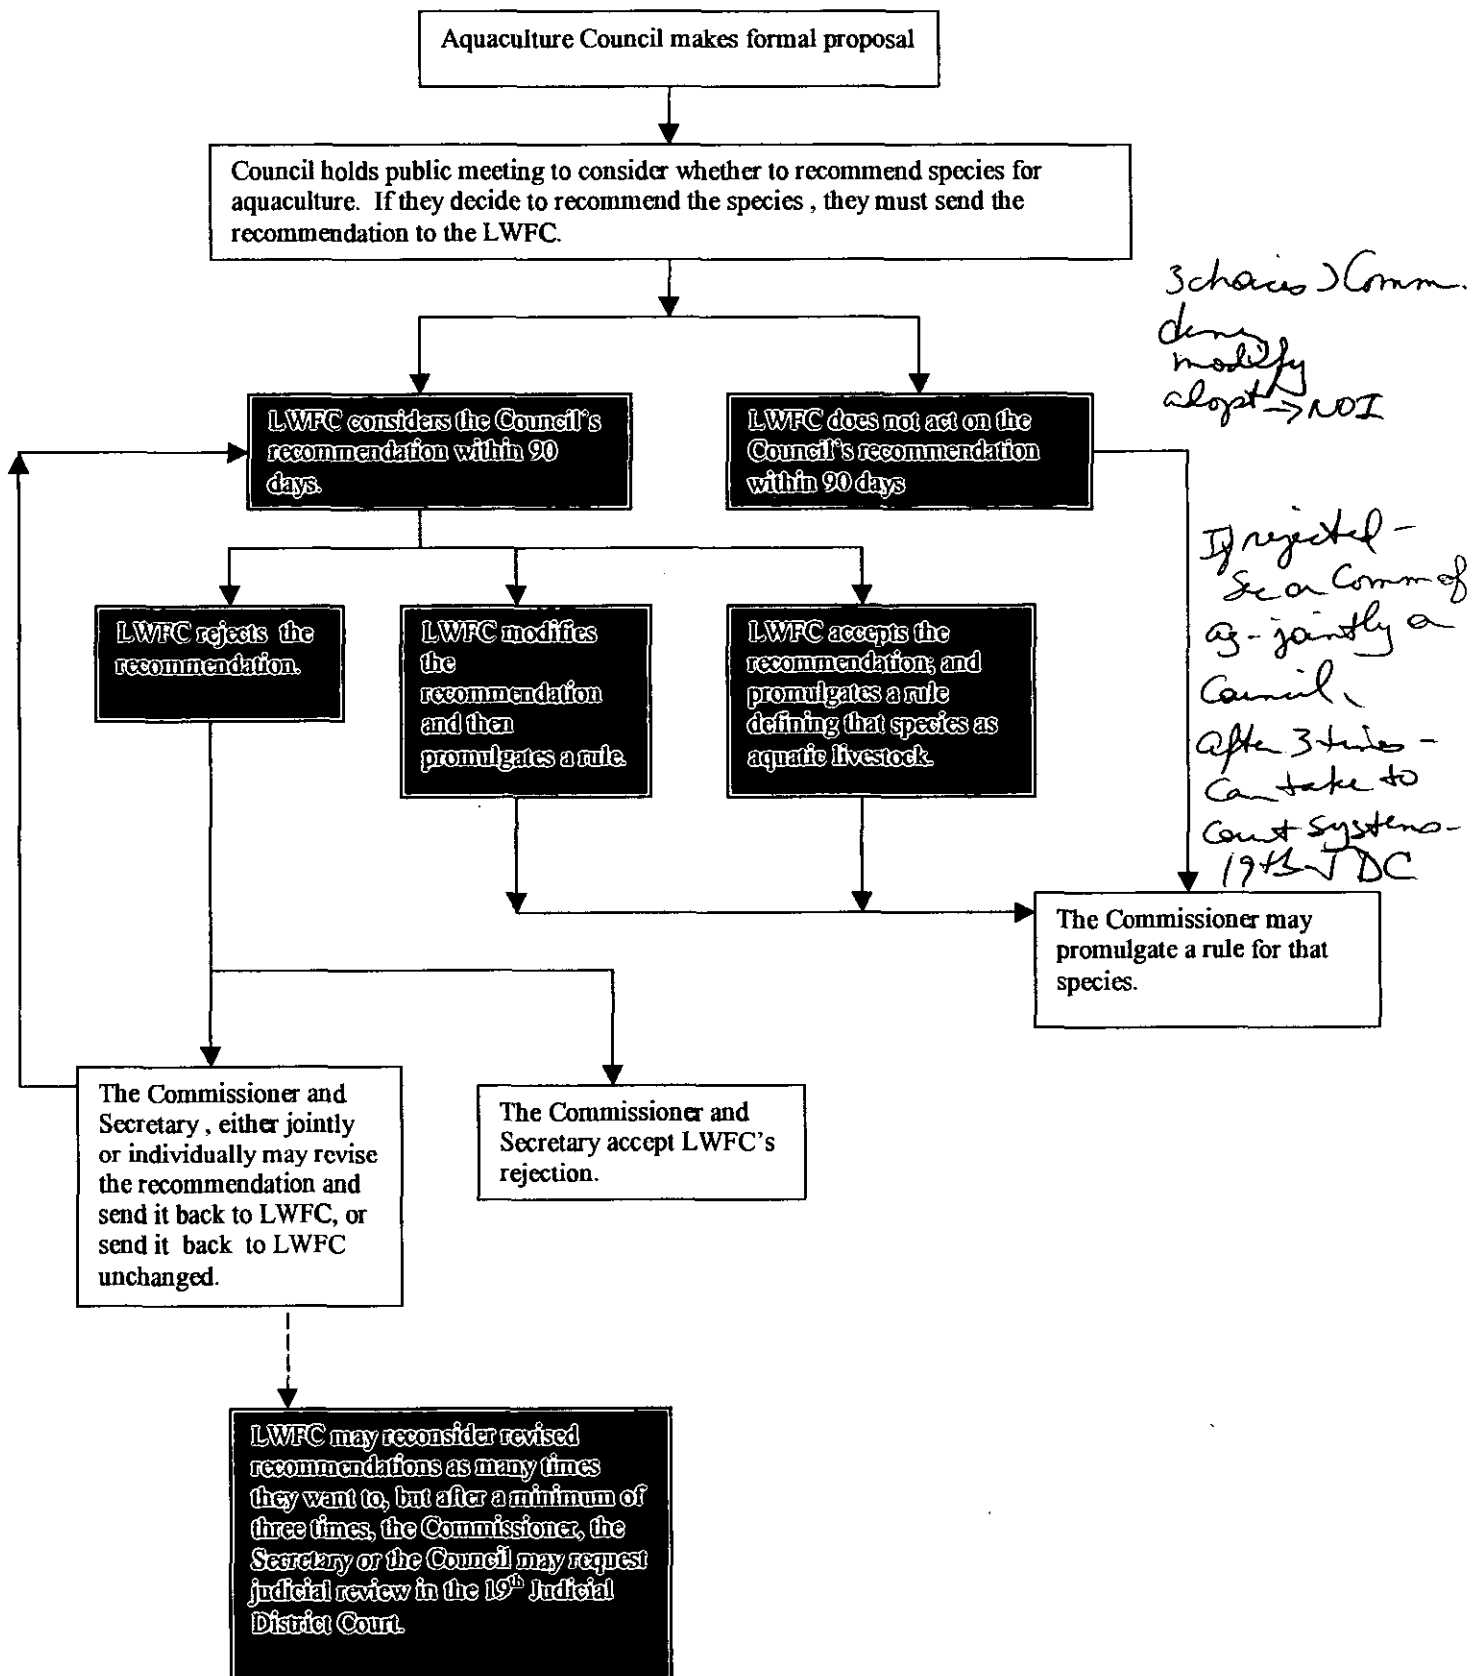 Aquaculture Council makes formal proposal
Council holds public meeting to consider whether to recommend species for
aquaculture. If they decide to recommend the species , they must send the
recommendation to the LWFC.
3 choices Comm.
deny
modify
adopt → NOI
LWFC considers the Council's
recommendation within 90
days.
LWFC does not act on the
Council's recommendation
within 90 days
If rejected -
Sec or Comm of
ag - jointly or
Council,
after 3 times -
Can take to
Court systems -
19th JDC
LWFC rejects the
recommendation.
LWFC modifies
the
recommendation
and then
promulgates a rule.
LWFC accepts the
recommendation; and
promulgates a rule
defining that species as
aquatic livestock.
The Commissioner may
promulgate a rule for that
species.
The Commissioner and
Secretary , either jointly
or individually may revise
the recommendation and
send it back to LWFC, or
send it back to LWFC
unchanged.
The Commissioner and
Secretary accept LWFC's
rejection.
LWFC may reconsider revised
recommendations as many times
they want to, but after a minimum of
three times, the Commissioner, the
Secretary or the Council may request
judicial review in the 19th Judicial
District Court.